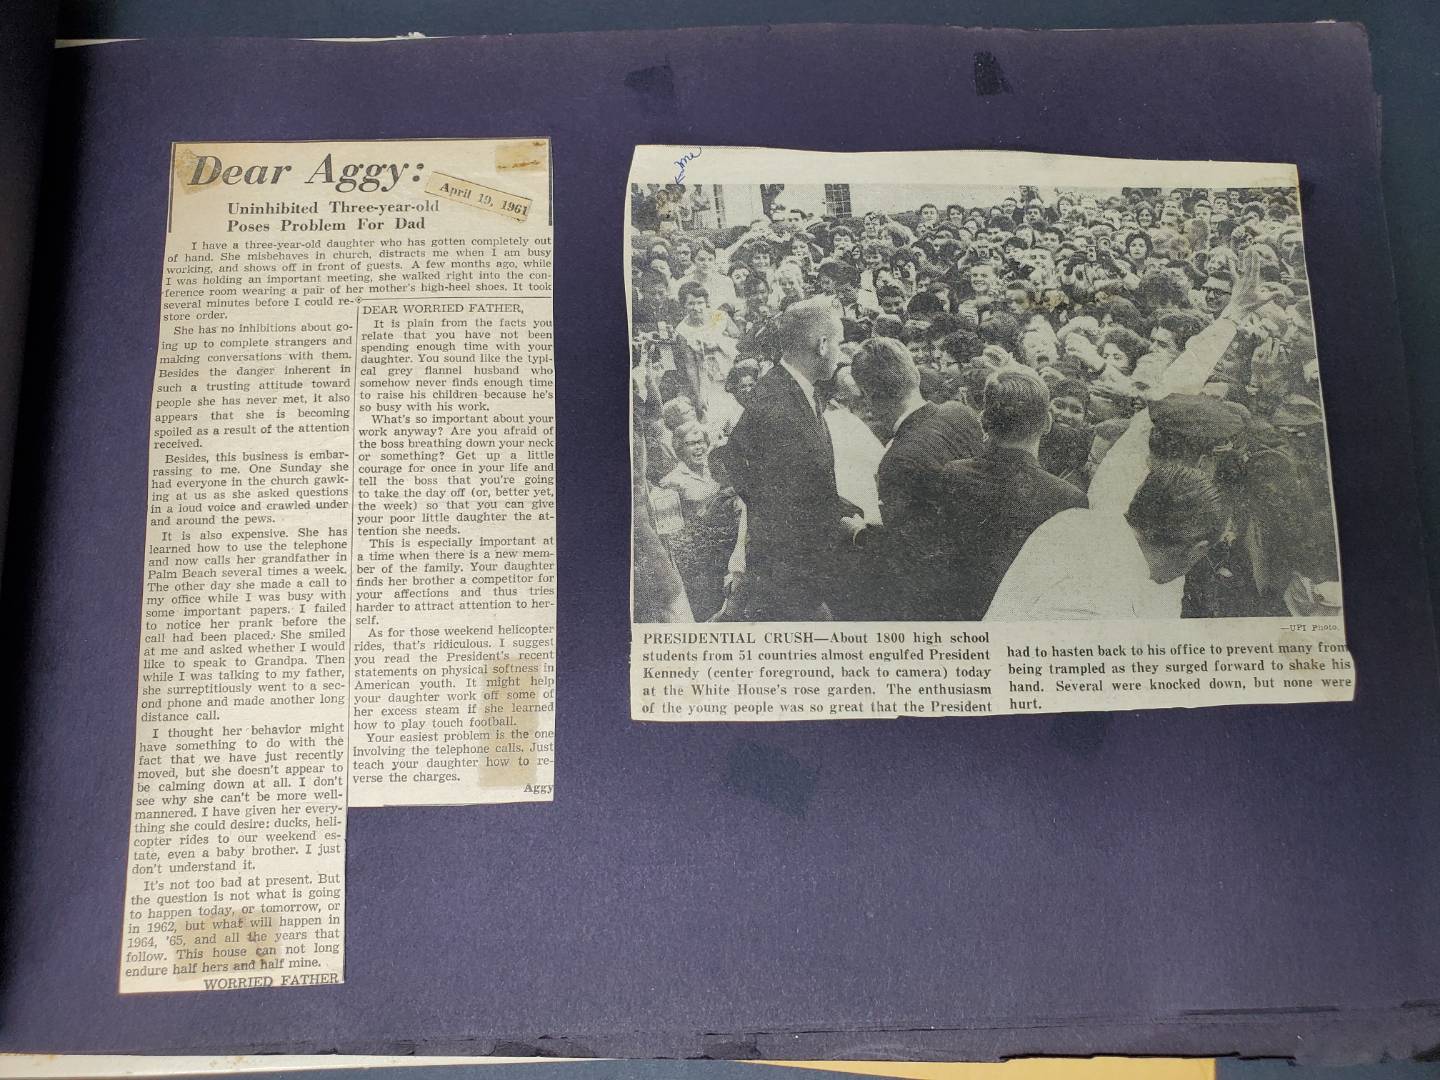 Dear Aggy:
April 19, 1961
Uninhibited Three-year-old
Poses Problem For Dad
I have a three-year-old daughter who has gotten completely out
of hand. She misbehaves in church, distracts me when I am busy
working, and shows off in front of guests. A few months ago, while
I was holding an important meeting, she walked right into the con-
ference room wearing a pair of her mother's high-heel shoes. It took
several minutes before I could re-
store order.
She has no inhibitions about go-
ing up to complete strangers and
making conversations with them.
Besides the danger inherent in
such a trusting attitude toward
people she has never met, it also
appears that she is becoming
spoiled as a result of the attention
received.
Besides, this business is embar-
rassing to me. One Sunday she
had everyone in the church gawk-
ing at us as she asked questions
in a loud voice and crawled under
and around the pews.
It is also expensive. She has
learned how to use the telephone
and now calls her grandfather in
Palm Beach several times a week.
The other day she made a call to
my office while I was busy with
some important papers. I failed
to notice her prank before the
call had been placed. She smiled
at me and asked whether I would
like to speak to Grandpa. Then
while I was talking to my father,
she surreptitiously went to a sec-
ond phone and made another long
distance call.
I thought her behavior might
have something to do with the
fact that we have just recently
moved, but she doesn't appear to
be calming down at all. I don't
see why she can't be more well-
mannered. I have given her every-
thing she could desire: ducks, heli-
copter rides to our weekend es-
tate, even a baby brother. I just
don't understand it.
It's not too bad at present. But
the question is not what is going
to happen today, or tomorrow, or
in 1962, but what will happen in
1964, '65, and all the years that
follow. This house can not long
endure half hers and half mine.
WORRIED FATHER
DEAR WORRIED FATHER,
It is plain from the facts you
relate that you have not been
spending enough time with your
daughter. You sound like the typi-
cal grey flannel husband who
somehow never finds enough time
to raise his children because he's
so busy with his work.
What's so important about your
work anyway? Are you afraid of
the boss breathing down your neck
or something? Get up a little
courage for once in your life and
tell the boss that you're going
to take the day off (or, better yet,
the week) so that you can give
your poor little daughter the at-
tention she needs.
This is especially important at
a time when there is a new mem-
ber of the family. Your daughter
finds her brother a competitor for
your affections and thus tries
harder to attract attention to her-
self.
As for those weekend helicopter
rides, that's ridiculous. I suggest
you read the President's recent
statements on physical softness in
American youth. It might help
your daughter work off some of
her excess steam if she learned
how to play touch football.
Your easiest problem is the one
involving the telephone calls. Just
teach your daughter how to re-
verse the charges.
Aggy
me
—UPI Photo.
PRESIDENTIAL CRUSH—About 1800 high school
students from 51 countries almost engulfed President
Kennedy (center foreground, back to camera) today
at the White House's rose garden. The enthusiasm
of the young people was so great that the President
had to hasten back to his office to prevent many from
being trampled as they surged forward to shake his
hand. Several were knocked down, but none were
hurt.